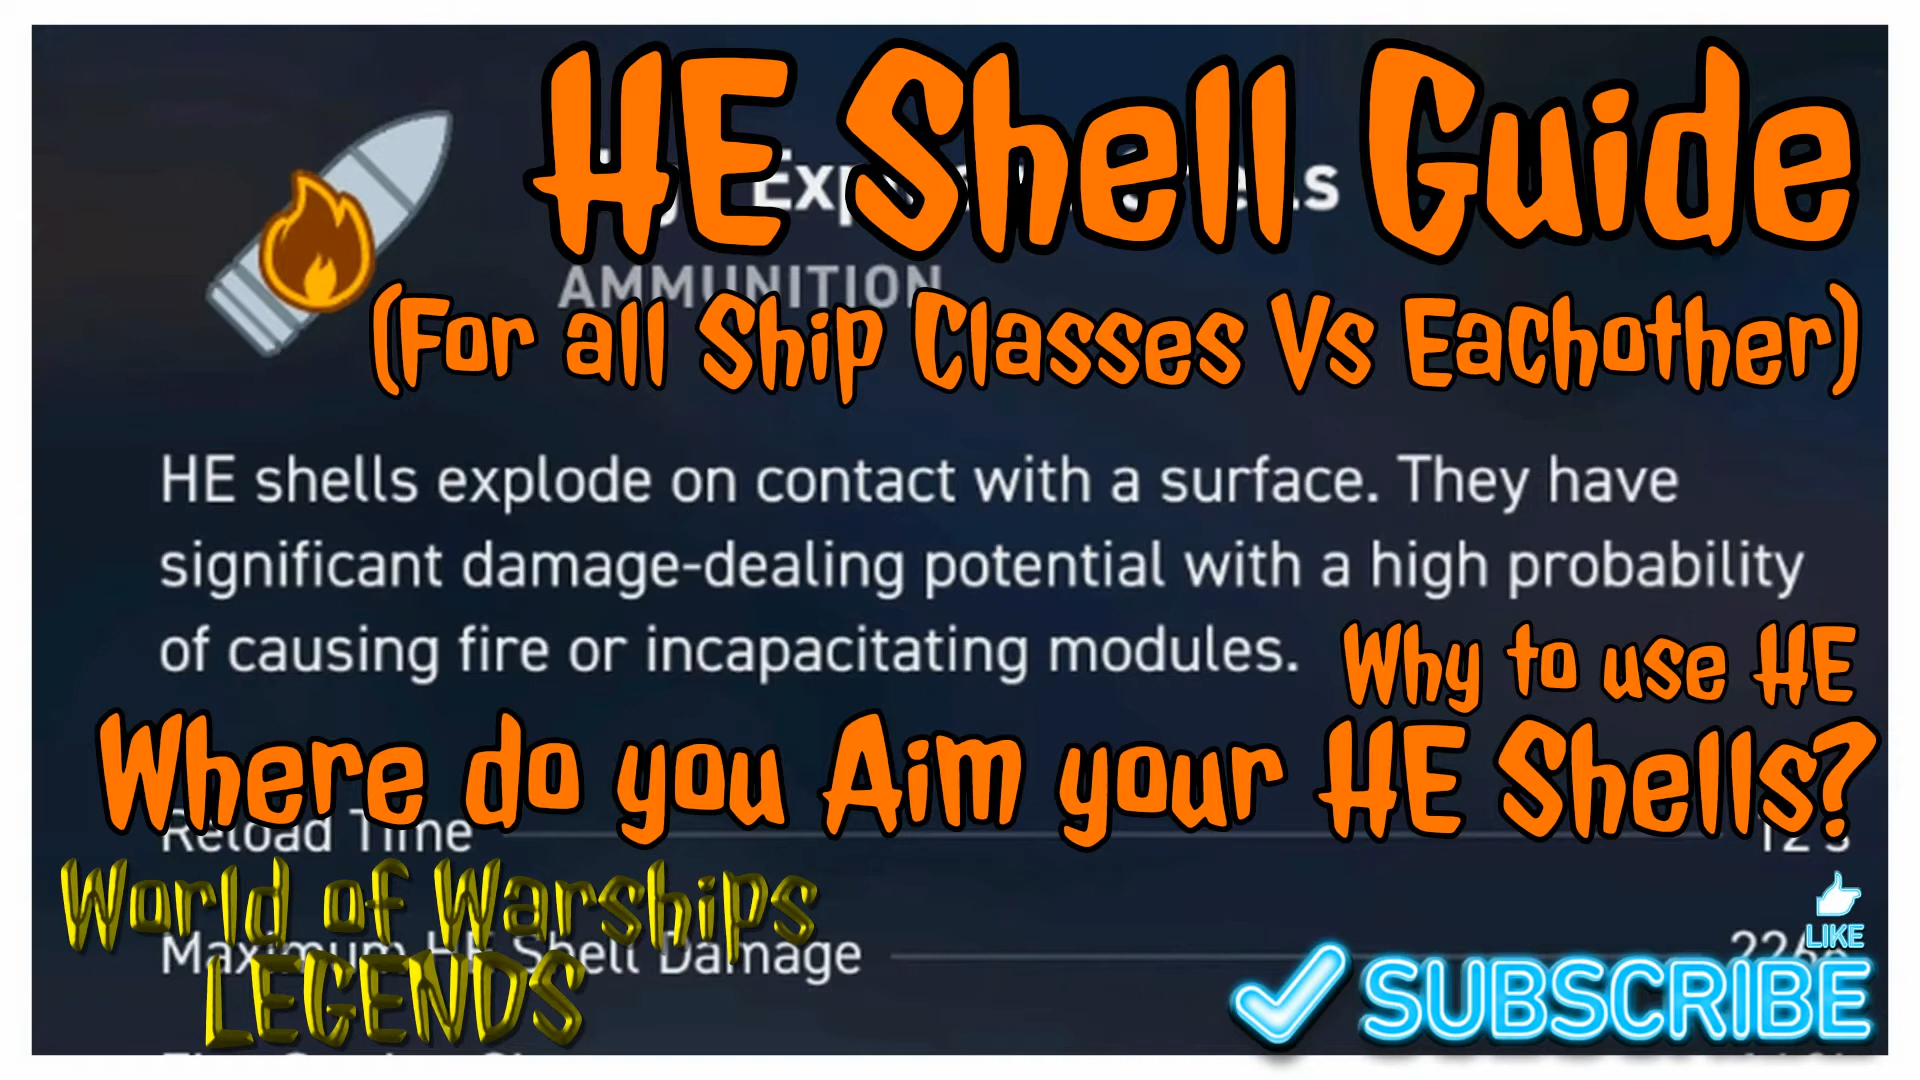 HE Shell Guide
AMMUNITION
(For all Ship Classes Vs Eachother)
HE shells explode on contact with a surface. They have
significant damage-dealing potential with a high probability
of causing fire or incapacitating modules.
Why to use HE
Where do you Aim your HE Shells?
Reload Time
World of Warships
Maximum HE Shell Damage
LEGENDS
LIKE
SUBSCRIBE